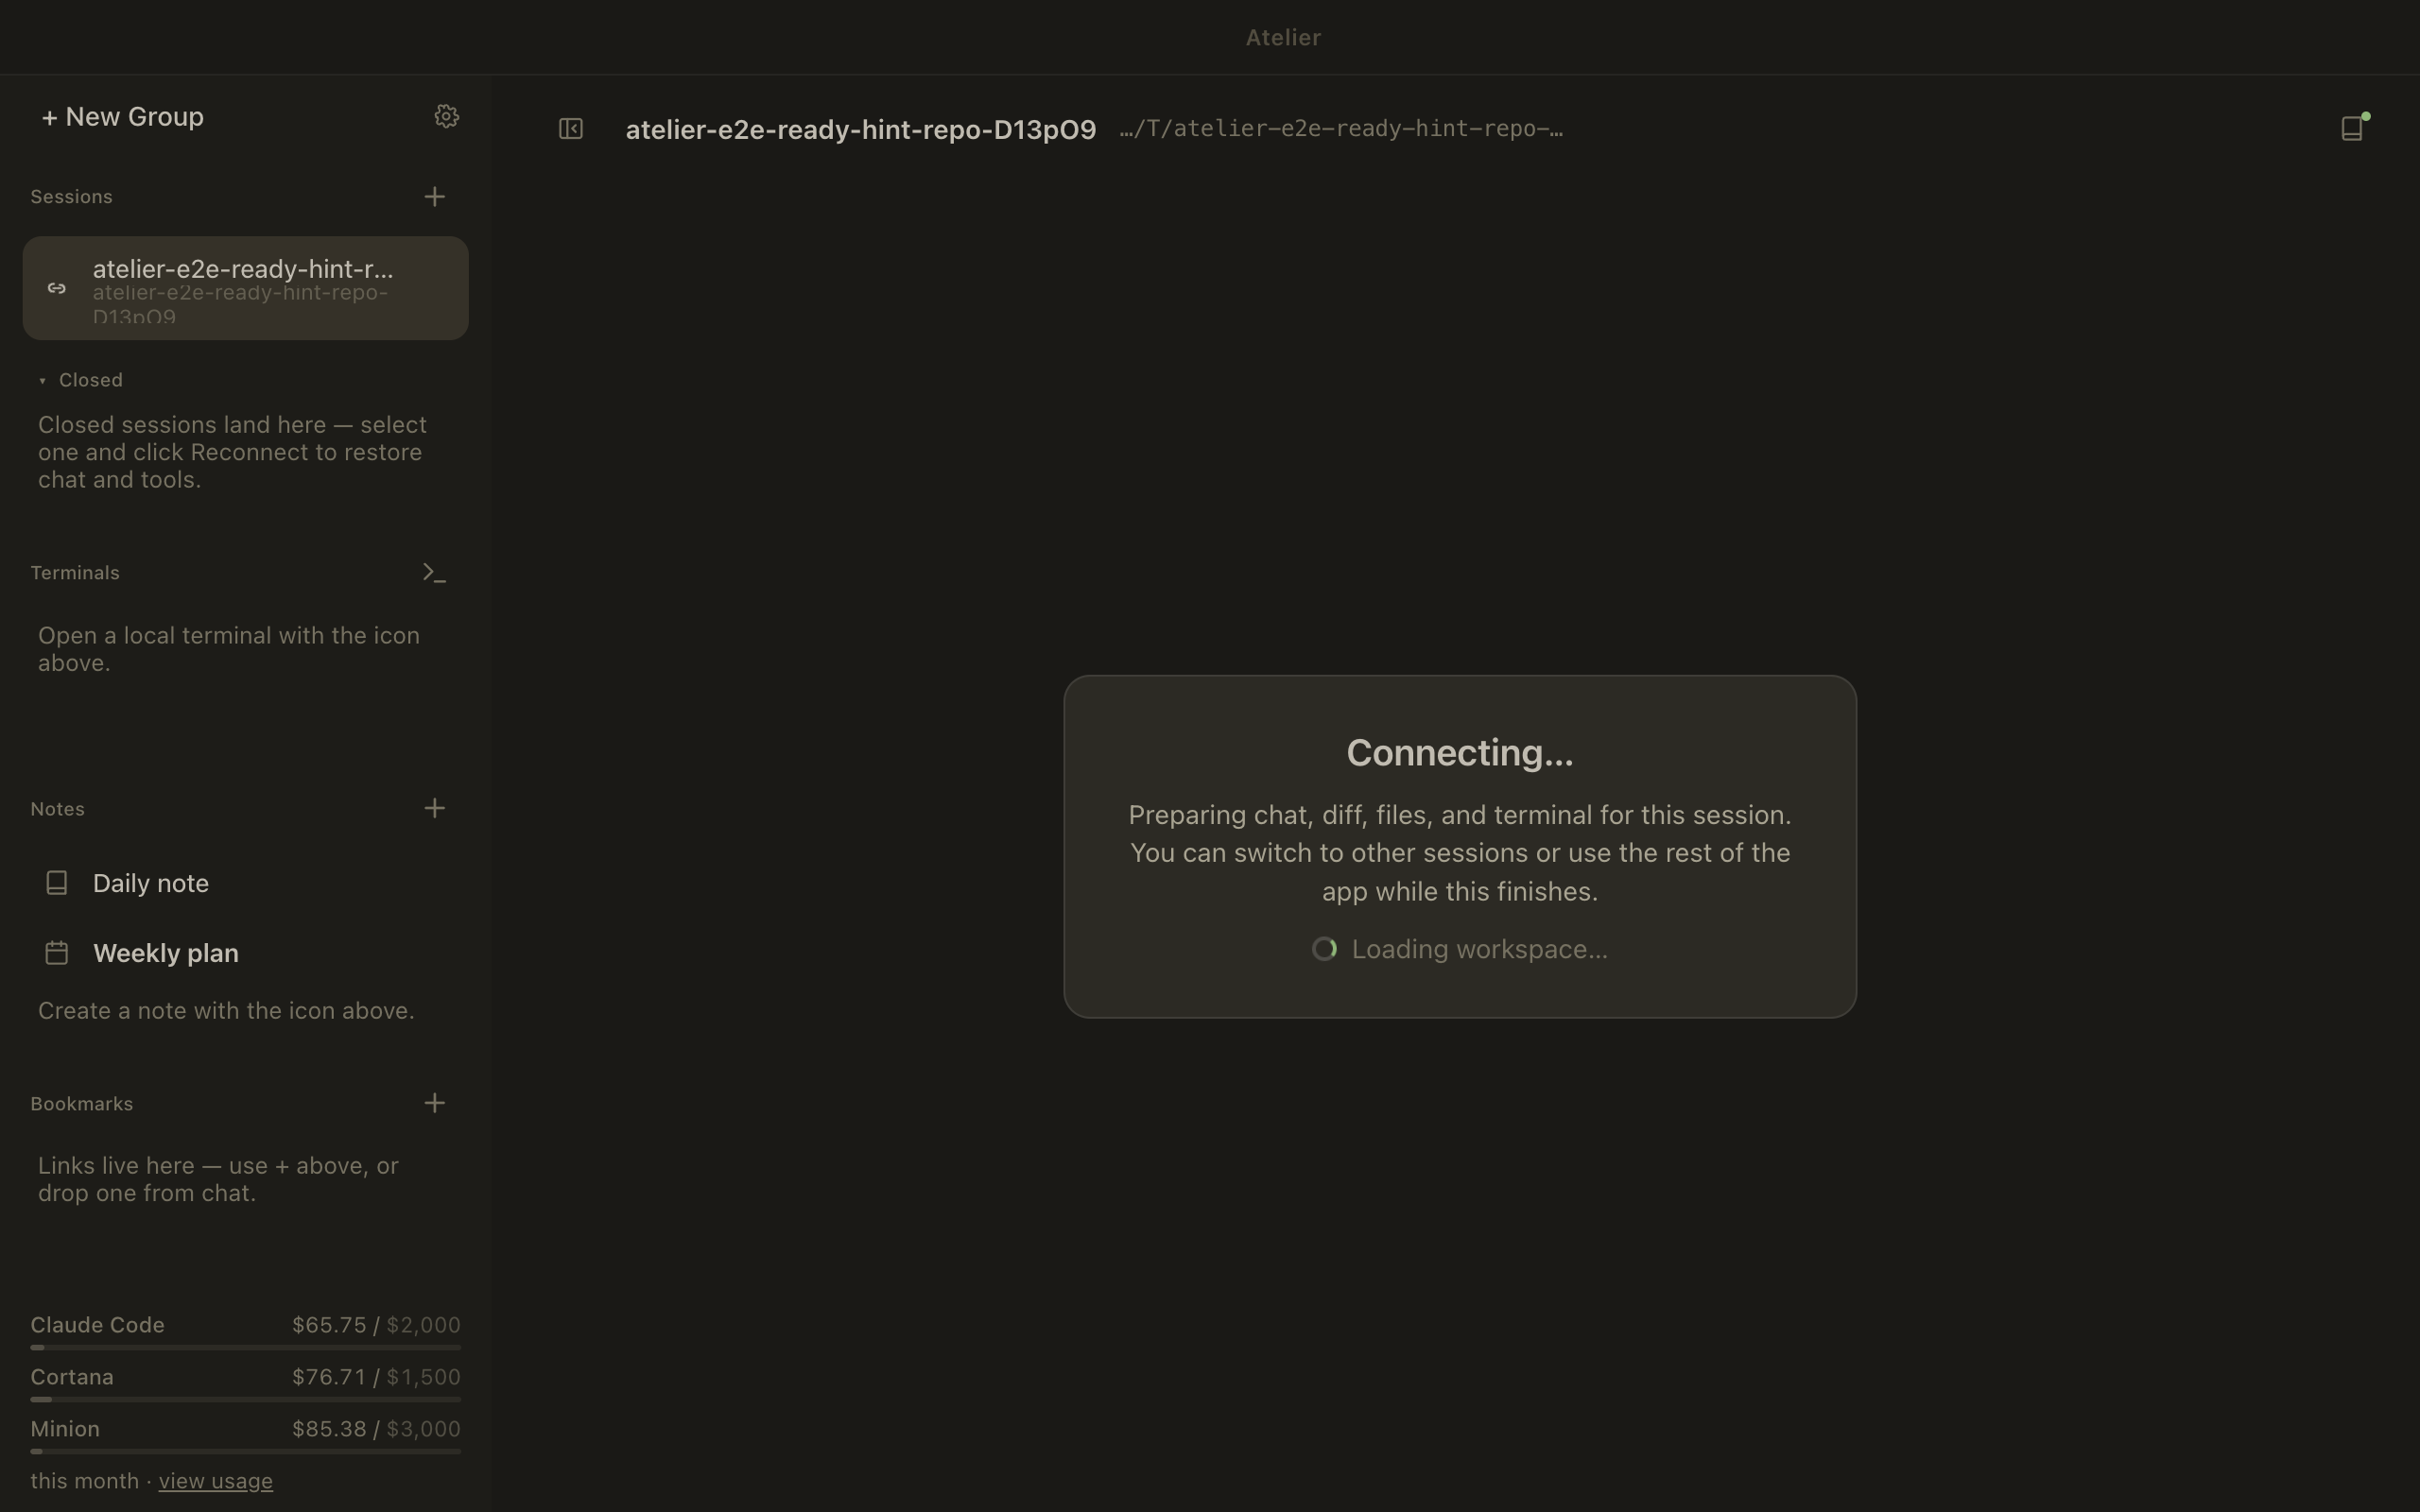 Atelier
+ New Group
Sessions
atelier-e2e-ready-hint-r...
atelier-e2e-ready-hint-repo-
D13pO9
Closed
Closed sessions land here — select
one and click Reconnect to restore
chat and tools.
Terminals
Open a local terminal with the icon
above.
Notes
Daily note
Weekly plan
Create a note with the icon above.
Bookmarks
Links live here — use + above, or
drop one from chat.
Claude Code $65.75 / $2,000
Cortana $76.71 / $1,500
Minion $85.38 / $3,000
this month · view usage
atelier-e2e-ready-hint-repo-D13pO9 …/T/atelier-e2e-ready-hint-repo-…
Connecting...
Preparing chat, diff, files, and terminal for this session.
You can switch to other sessions or use the rest of the
app while this finishes.
Loading workspace...